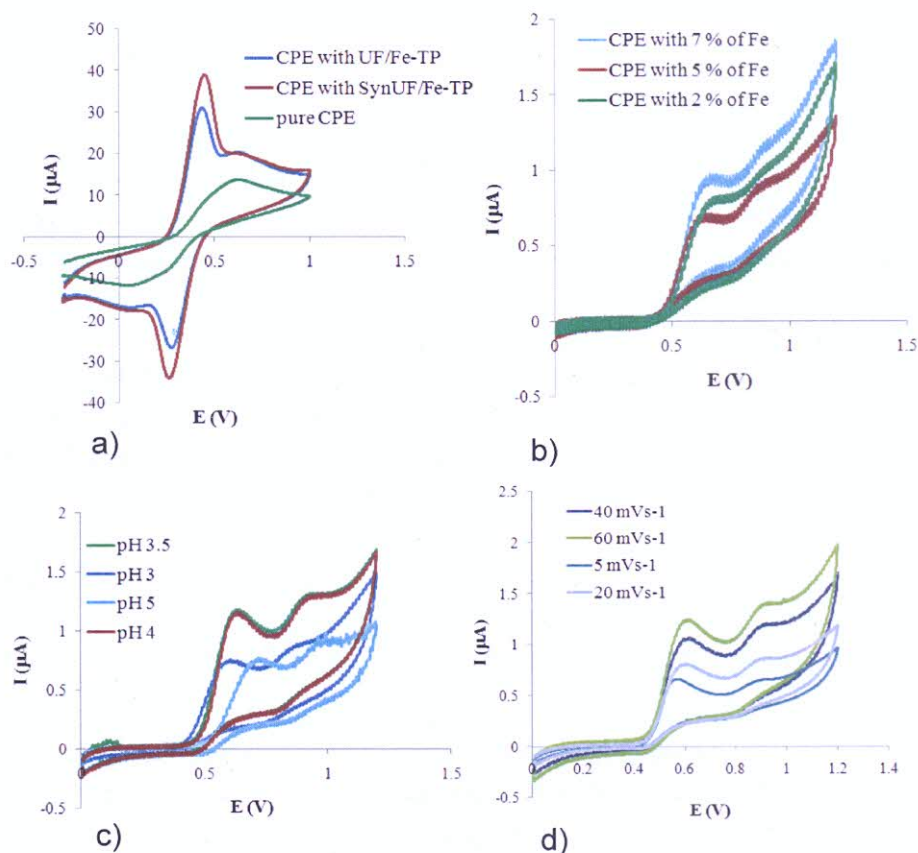 50
40
30
20
10
0
-10
-20
-30
-40
-0.5
0
0.5
1
1.5
I (µA)
E (V)
CPE with UF/Fe-TP
CPE with SynUF/Fe-TP
pure CPE
a)
2
1.5
1
0.5
0
-0.5
0
0.5
1
1.5
I (µA)
E (V)
CPE with 7 % of Fe
CPE with 5 % of Fe
CPE with 2 % of Fe
b)
2
1.5
1
0.5
0
-0.5
0
0.5
1
1.5
I (µA)
E (V)
pH 3.5
pH 3
pH 5
pH 4
c)
2.5
2
1.5
1
0.5
0
-0.5
0.0
0.2
0.4
0.6
0.8
1
1.2
1.4
I (µA)
E (V)
40 mVs-1
60 mVs-1
5 mVs-1
20 mVs-1
d)